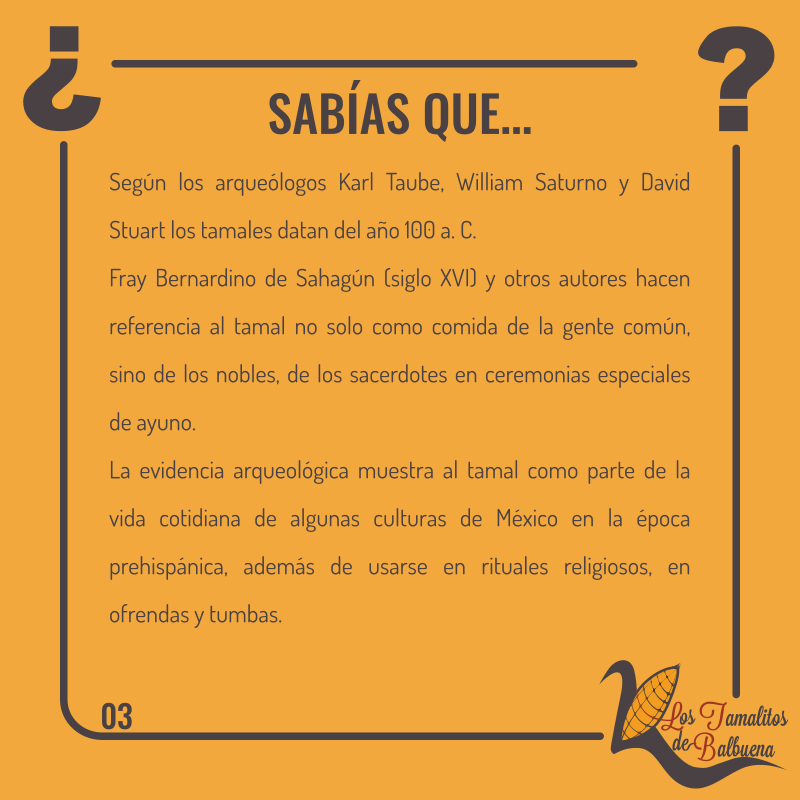 ¿ ?
SABÍAS QUE...
Según los arqueólogos Karl Taube, William Saturno y David
Stuart los tamales datan del año 100 a. C.
Fray Bernardino de Sahagún (siglo XVI) y otros autores hacen
referencia al tamal no solo como comida de la gente común,
sino de los nobles, de los sacerdotes en ceremonias especiales
de ayuno.
La evidencia arqueológica muestra al tamal como parte de la
vida cotidiana de algunas culturas de México en la época
prehispánica, además de usarse en rituales religiosos, en
ofrendas y tumbas.
03
Los Tamalitos
de Balbuena